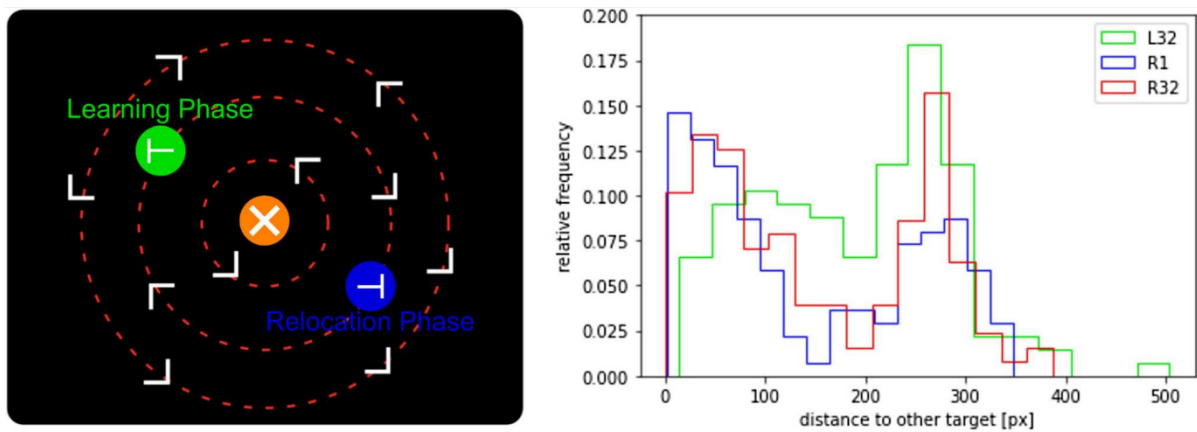 Learning Phase
Relocation Phase
0.200
0.175
0.150
0.125
0.100
0.075
0.050
0.025
0.000
relative frequency
L32
R1
R32
0
100
200
300
400
500
distance to other target [px]